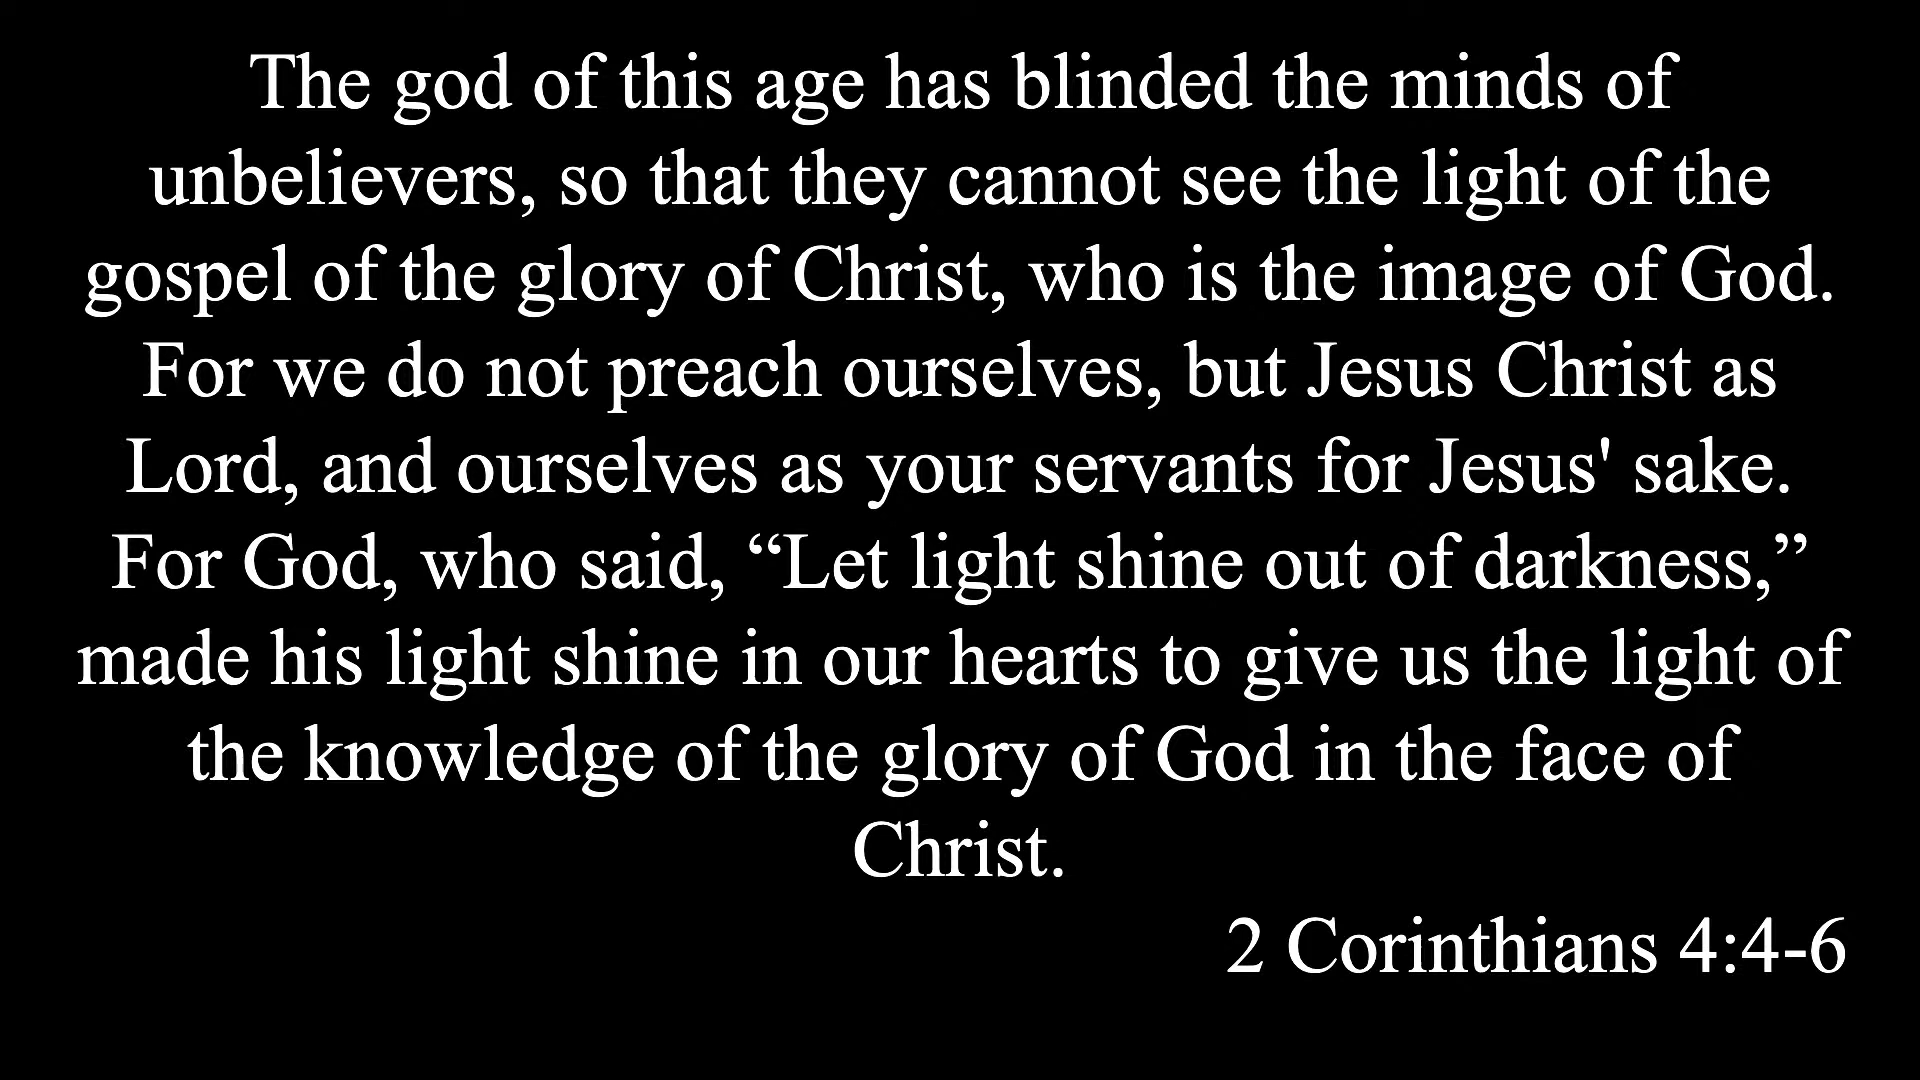 The god of this age has blinded the minds of
unbelievers, so that they cannot see the light of the
gospel of the glory of Christ, who is the image of God.
For we do not preach ourselves, but Jesus Christ as
Lord, and ourselves as your servants for Jesus' sake.
For God, who said, “Let light shine out of darkness,”
made his light shine in our hearts to give us the light of
the knowledge of the glory of God in the face of
Christ.
2 Corinthians 4:4-6